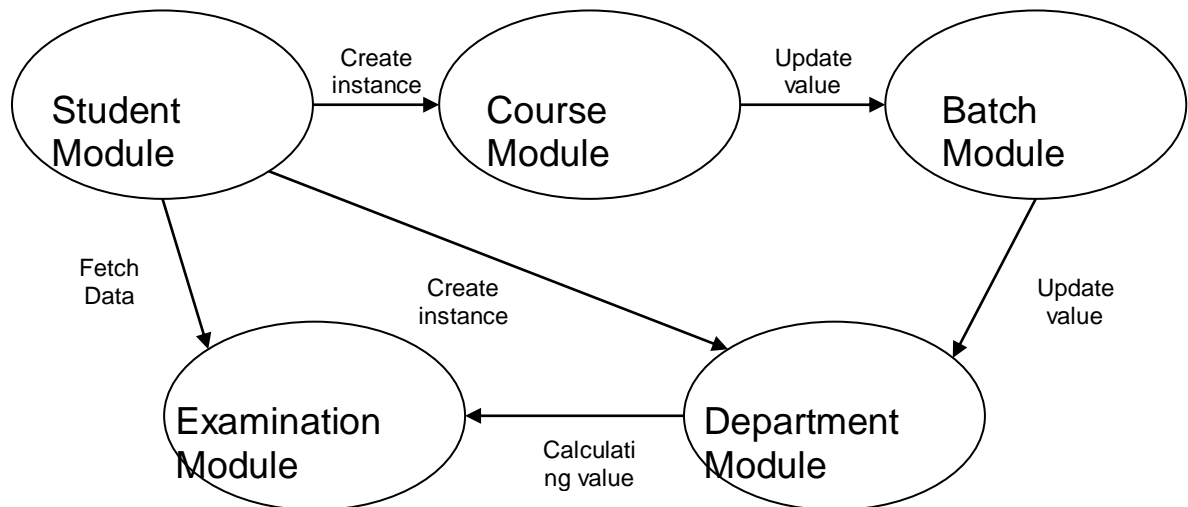 Create
instance
Update
value
Student
Module
Course
Module
Batch
Module
Fetch
Data
Create
instance
Update
value
Examination
Module
Department
Module
Calculati
ng value